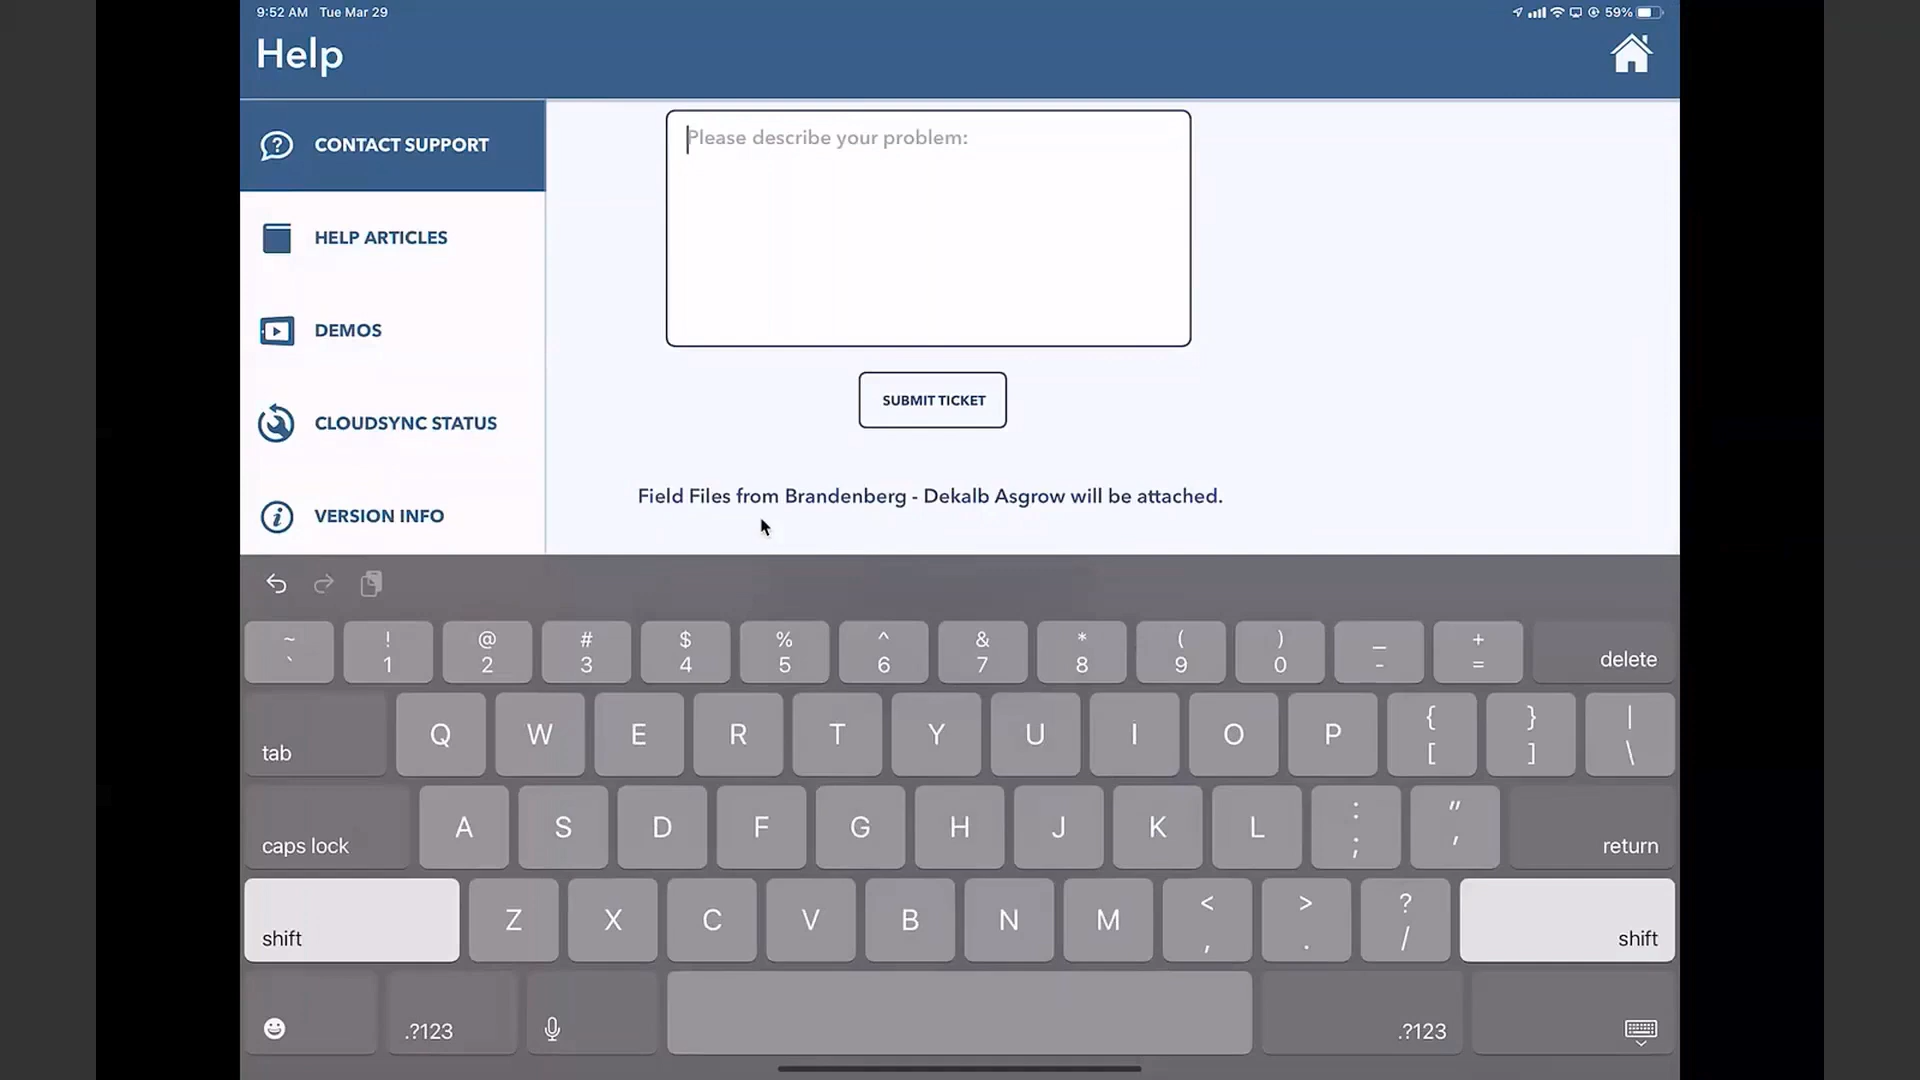 9:52 AM Tue Mar 29
59%
Help
CONTACT SUPPORT
HELP ARTICLES
DEMOS
CLOUDSYNC STATUS
VERSION INFO
Please describe your problem:
SUBMIT TICKET
Field Files from Brandenberg - Dekalb Asgrow will be attached.
~ ! @ # $ % ^ & * ( ) _ +
` 1 2 3 4 5 6 7 8 9 0 - = delete
tab Q W E R T Y U I O P { } |
[ ] \
caps lock A S D F G H J K L : "
; ' return
shift Z X C V B N M < > ?
, . / shift
.?123 .?123